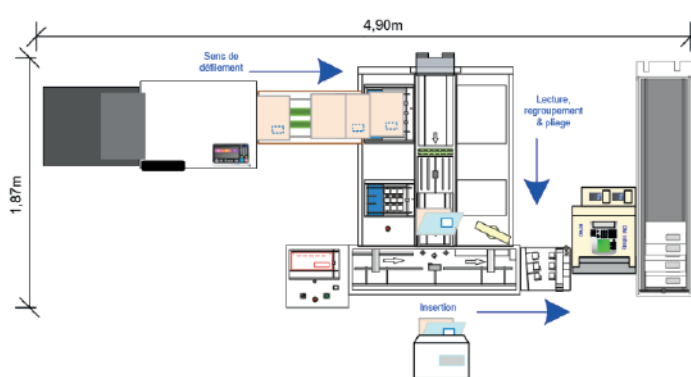 4,90m
Sens de
défilement
Lecture,
regroupement
& pliage
1,87m
Insertion